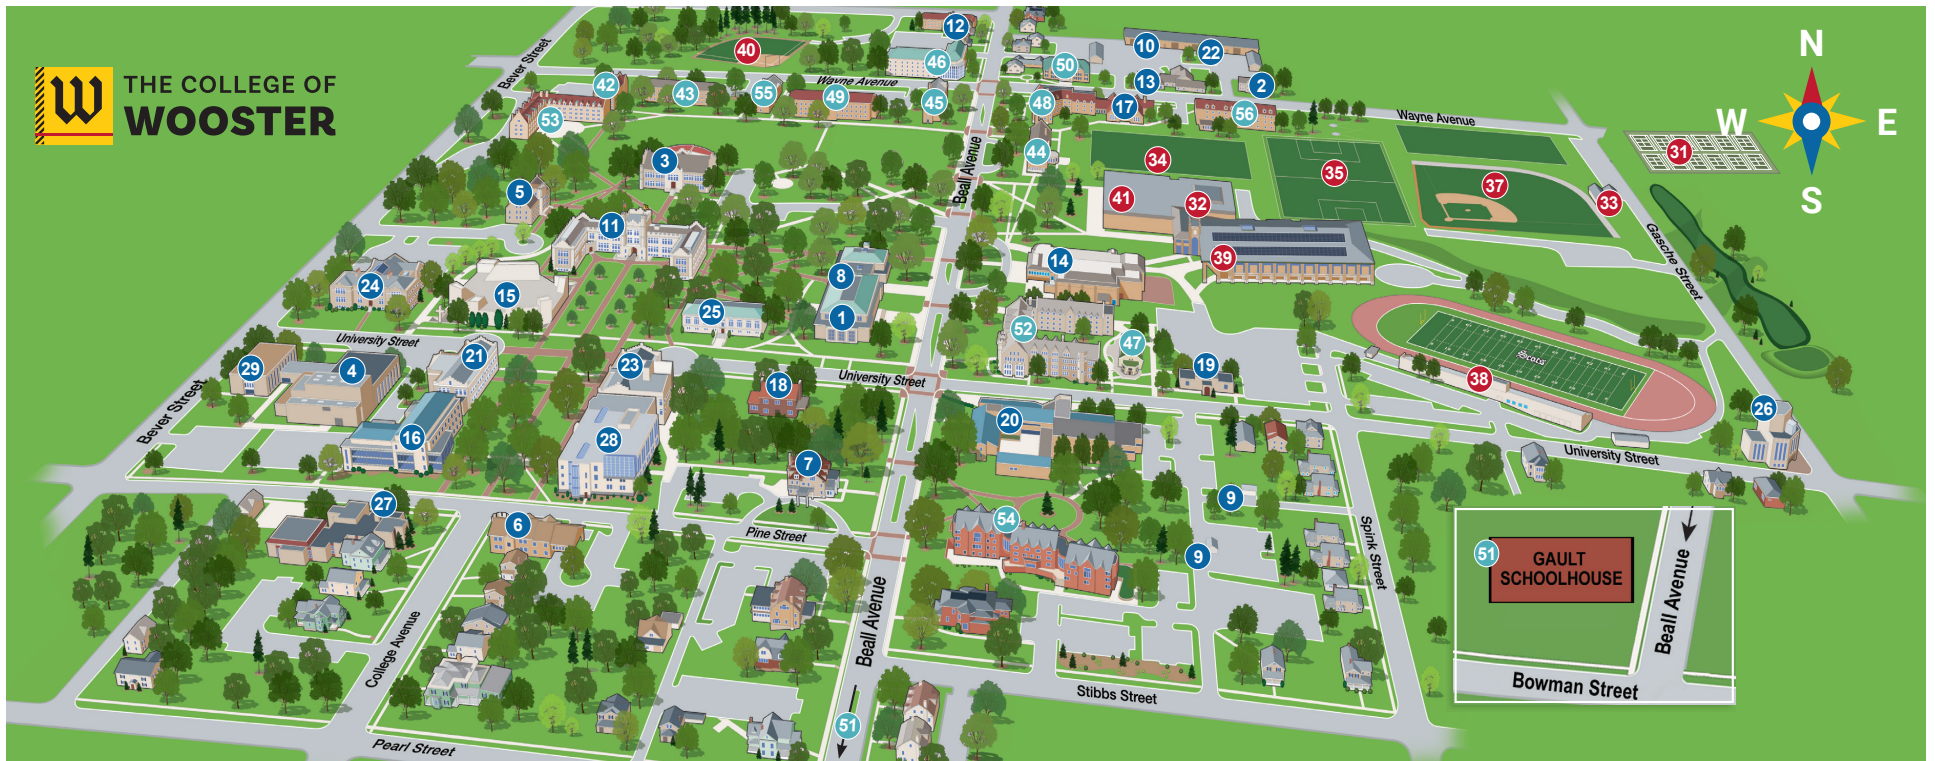 THE COLLEGE OF
WOOSTER
W
N
W
E
S
Bever Street
Wayne Avenue
Wayne Avenue
Beall Avenue
Gasche Street
University Street
University Street
University Street
Bever Street
Pine Street
Spink Street
College Avenue
Beall Avenue
Stibbs Street
Pearl Street
GAULT
SCHOOLHOUSE
Beall Avenue
Bowman Street
12
40
46
10
22
50
42
43
55
49
45
13
2
48
17
56
53
3
44
34
35
31
5
41
32
37
33
11
8
14
39
24
15
25
1
52
47
29
4
21
23
18
19
38
16
28
20
26
7
27
6
54
9
9
51
51